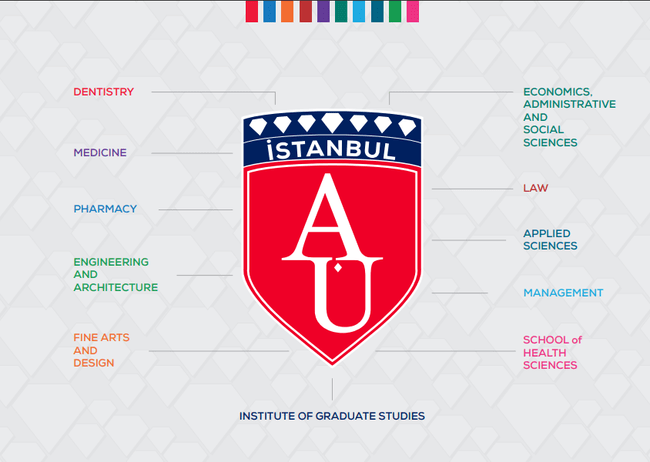 DENTISTRY
MEDICINE
PHARMACY
ENGINEERING
AND
ARCHITECTURE
FINE ARTS
AND
DESIGN
İSTANBUL
A
U
ECONOMICS,
ADMINISTRATIVE
AND
SOCIAL
SCIENCES
LAW
APPLIED
SCIENCES
MANAGEMENT
SCHOOL of
HEALTH
SCIENCES
INSTITUTE OF GRADUATE STUDIES